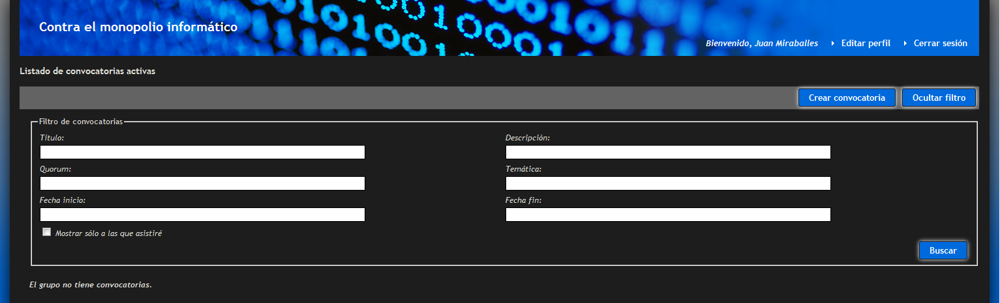 Contra el monopolio informático
Bienvenido, Juan Miraballes Editar perfil Cerrar sesión
Listado de convocatorias activas
Crear convocatoria Ocultar filtro
Filtro de convocatorias
Título: Descripción:
Quorum: Temática:
Fecha inicio: Fecha fin:
Mostrar sólo a las que asistiré
Buscar
El grupo no tiene convocatorias.